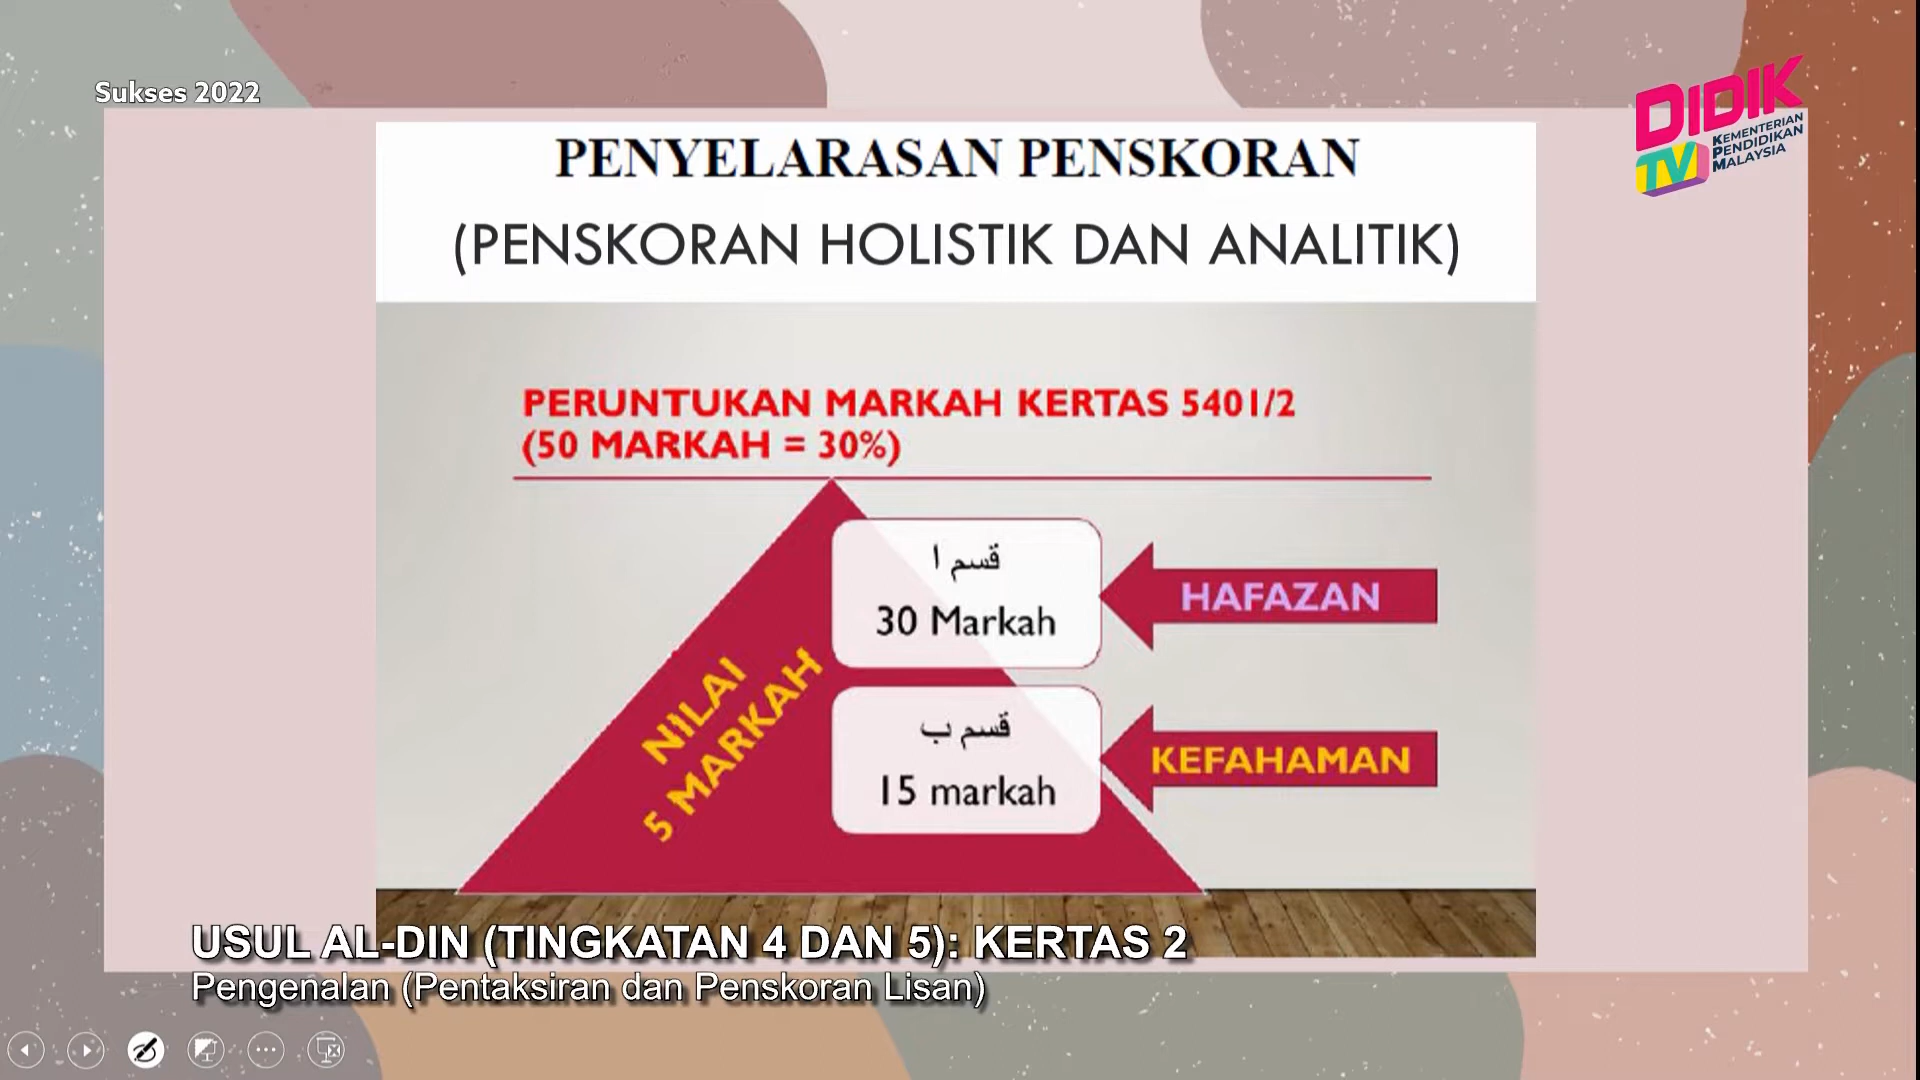 Sukses 2022
DIDIK
TV
KEMENTERIAN
PENDIDIKAN
MALAYSIA
PENYELARASAN PENSKORAN
(PENSKORAN HOLISTIK DAN ANALITIK)
PERUNTUKAN MARKAH KERTAS 5401/2
(50 MARKAH = 30%)
قسم ا
30 Markah
HAFAZAN
NILAI
5 MARKAH
قسم ب
15 markah
KEFAHAMAN
USUL AL-DIN (TINGKATAN 4 DAN 5): KERTAS 2
Pengenalan (Pentaksiran dan Penskoran Lisan)